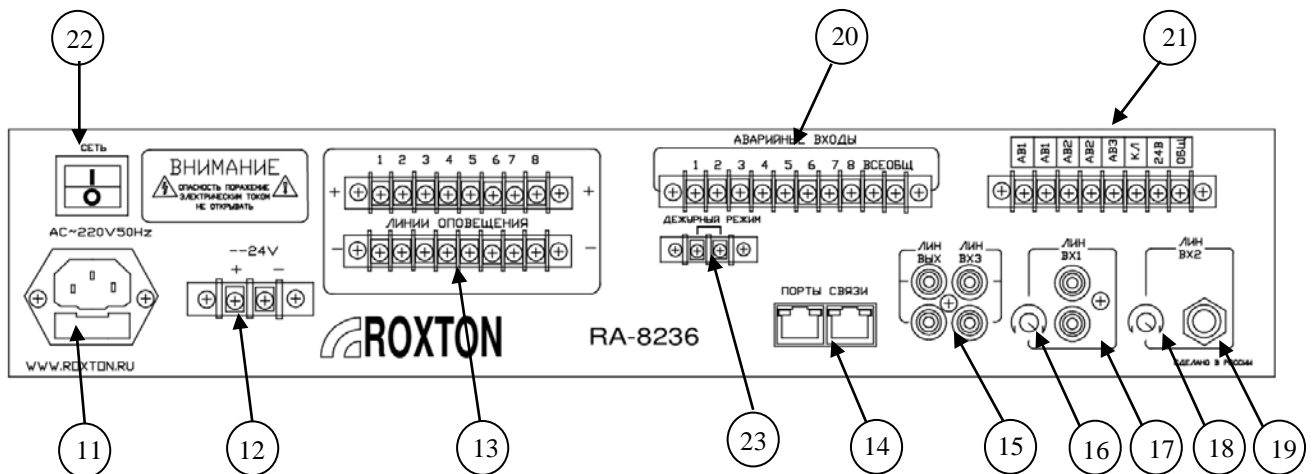 22
20
21
СЕТЬ
I
O
AC~220V50Hz
ВНИМАНИЕ
ОПАСНОСТЬ ПОРАЖЕНИЕ
ЭЛЕКТРИЧЕСКИМ ТОКОМ
НЕ ОТКРЫВАТЬ
--24V
+ −
WWW.ROXTON.RU
1 2 3 4 5 6 7 8
+ +
ЛИНИИ ОПОВЕЩЕНИЯ
− −
ROXTON
RA-8236
АВАРИЙНЫЕ ВХОДЫ
1 2 3 4 5 6 7 8 ВСЕ ОБЩ
ДЕЖУРНЫЙ РЕЖИМ
ПОРТЫ СВЯЗИ
АВ1 АВ1 АВ2 АВ2 АВ3 КЛ 24В ОБЩ
ЛИН ВЫХ
ЛИН ВХ3
ЛИН ВХ1
ЛИН ВХ2
СДЕЛАНО В РОССИИ
11 12 13 23 14 15 16 17 18 19